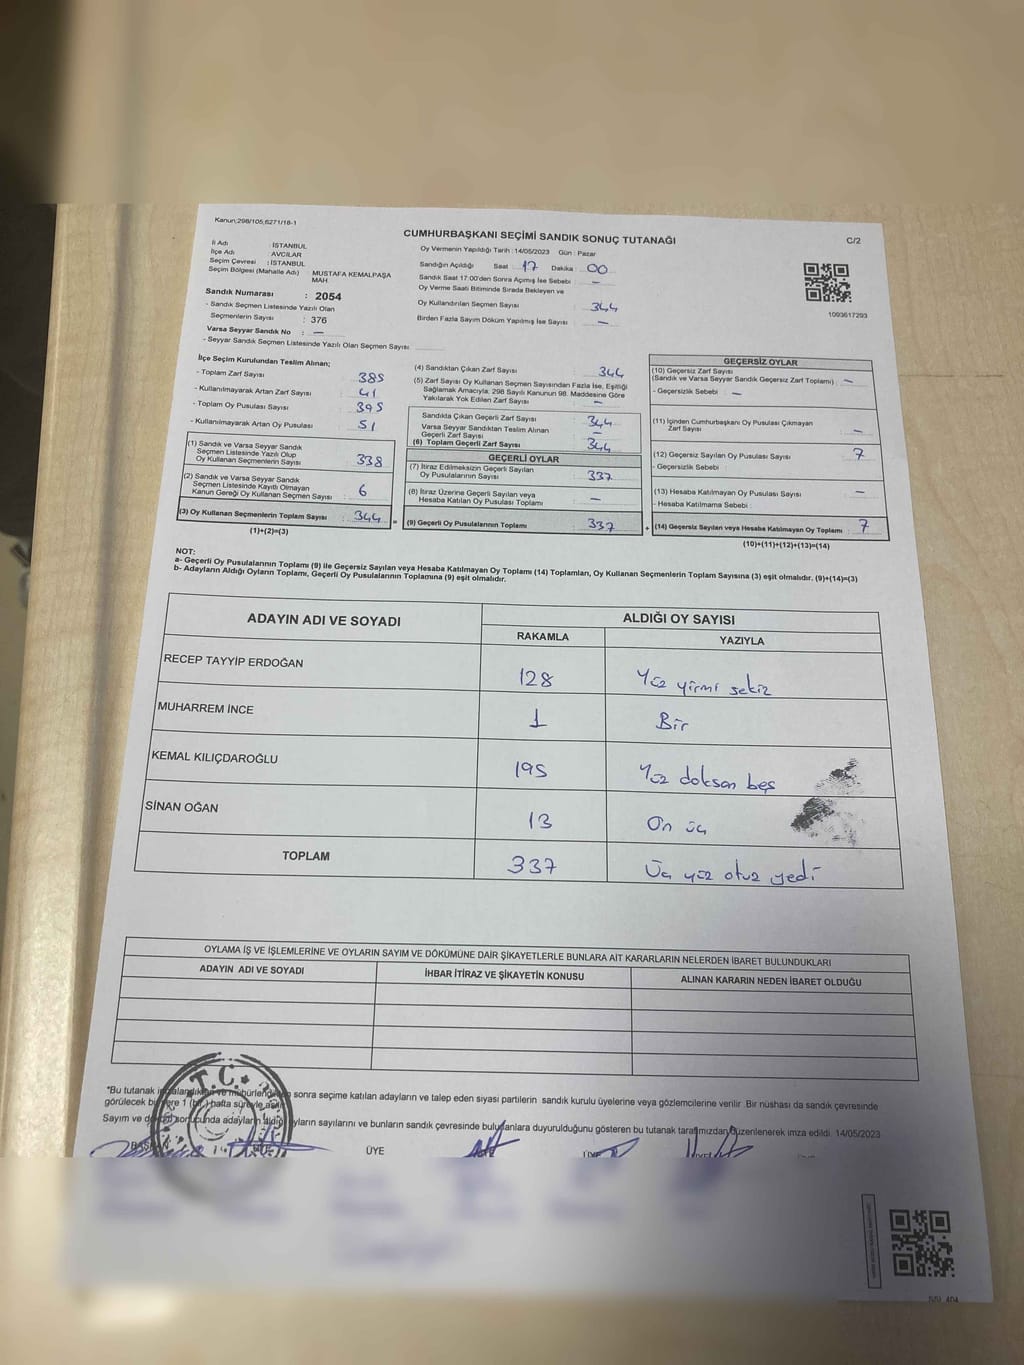 Kanun:298/105,6271/18-1
CUMHURBAŞKANI SEÇİMİ SANDIK SONUÇ TUTANAĞI
C/2
İl Adı : İSTANBUL
İlçe Adı : AVCILAR
Seçim Çevresi : İSTANBUL
Seçim Bölgesi (Mahalle Adı) : MUSTAFA KEMALPAŞA MAH.
Sandık Numarası : 2054
- Sandık Seçmen Listesinde Yazılı Olan
Seçmenlerin Sayısı : 376
Varsa Seyyar Sandık No : —
- Seyyar Sandık Seçmen Listesinde Yazılı Olan Seçmen Sayısı
Oy Vermenin Yapıldığı Tarih : 14/05/2023 Gün : Pazar
Sandığın Açıldığı Saat 17 Dakika 00
Sandık Saat 17:00'den Sonra Açımış İse Sebebi : —
Oy Verme Saati Bitiminde Sırada Bekleyen ve
Oy Kullandırılan Seçmen Sayısı 344
Birden Fazla Sayım Döküm Yapılmış İse Sayısı : —
1093617293
İlçe Seçim Kurulundan Teslim Alınan;
- Toplam Zarf Sayısı : 385
- Kullanılmayarak Artan Zarf Sayısı : 41
- Toplam Oy Pusulası Sayısı : 395
- Kullanılmayarak Artan Oy Pusulası : 51
(1) Sandık ve Varsa Seyyar Sandık
Seçmen Listesinde Yazılı Olup
Oy Kullanan Seçmenlerin Sayısı : 338
(2) Sandık ve Varsa Seyyar Sandık
Seçmen Listesinde Kayıtlı Olmayan
Kanun Gereği Oy Kullanan Seçmen Sayısı : 6
(3) Oy Kullanan Seçmenlerin Toplam Sayısı : 344
(1)+(2)=(3)
=
(4) Sandıktan Çıkan Zarf Sayısı : 344
(5) Zarf Sayısı Oy Kullanan Seçmen Sayısından Fazla İse, Eşitliği
Sağlamak Amacıyla; 298 Sayılı Kanunun 98. Maddesine Göre
Yakılarak Yok Edilen Zarf Sayısı : —
Sandıkta Çıkan Geçerli Zarf Sayısı : 344
Varsa Seyyar Sandıktan Teslim Alınan
Geçerli Zarf Sayısı : —
(6) Toplam Geçerli Zarf Sayısı : 344
GEÇERLİ OYLAR
(7) İtiraz Edilmeksizin Geçerli Sayılan
Oy Pusulasının Sayısı : 337
(8) İtiraz Üzerine Geçerli Sayılan veya
Hesaba Katılan Oy Pusulası Toplamı : —
(9) Geçerli Oy Pusulalarının Toplamı : 337
+
GEÇERSİZ OYLAR
(10) Geçersiz Zarf Sayısı
(Sandık ve Varsa Seyyar Sandık Geçersiz Zarf Toplamı) : —
- Geçersizlik Sebebi : —
(11) İçinden Cumhurbaşkanı Oy Pusulası Çıkmayan
Zarf Sayısı : —
(12) Geçersiz Sayılan Oy Pusulası Sayısı : 7
- Geçersizlik Sebebi :
(13) Hesaba Katılmayan Oy Pusulası Sayısı : —
- Hesaba Katılmama Sebebi :
(14) Geçersiz Sayılan veya Hesaba Katılmayan Oy Toplamı : 7
(10)+(11)+(12)+(13)=(14)
NOT:
a- Geçerli Oy Pusulalarının Toplamı (9) ile Geçersiz Sayılan veya Hesaba Katılmayan Oy Toplamı (14) Toplamları, Oy Kullanan Seçmenlerin Toplam Sayısına (3) eşit olmalıdır. (9)+(14)=(3)
b- Adayların Aldığı Oyların Toplamı, Geçerli Oy Pusulalarının Toplamına (9) eşit olmalıdır.
ADAYIN ADI VE SOYADI
ALDIĞI OY SAYISI
RAKAMLA YAZIYLA
RECEP TAYYİP ERDOĞAN 128 Yüz yirmi sekiz
MUHARREM İNCE 1 Bir
KEMAL KILIÇDAROĞLU 195 Yüz doksan beş
SİNAN OĞAN 13 On üç
TOPLAM 337 Üç yüz otuz yedi
OYLAMA İŞ VE İŞLEMLERİNE VE OYLARIN SAYIM VE DÖKÜMÜNE DAİR ŞİKAYETLERLE BUNLARA AİT KARARLARIN NELERDEN İBARET BULUNDUKLARI
ADAYIN ADI VE SOYADI İHBAR İTİRAZ VE ŞİKAYETİN KONUSU ALINAN KARARIN NEDEN İBARET OLDUĞU
T.C.
*Bu tutanak ve mühürlendikten sonra seçime katılan adayların ve talep eden siyasi partilerin sandık kurulu üyelerine veya gözlemcilerine verilir .Bir nüshası da sandık çevresinde
görülecek bir yere 1 (bir) hafta süreyle asılır.
Sayım ve döküm sonucunda adayların aldığı oyların sayılarını ve bunların sandık çevresinde bulunanlara duyurulduğunu gösteren bu tutanak tarafımızdan düzenlenerek imza edildi. 14/05/2023
BAŞKAN ÜYE ÜYE